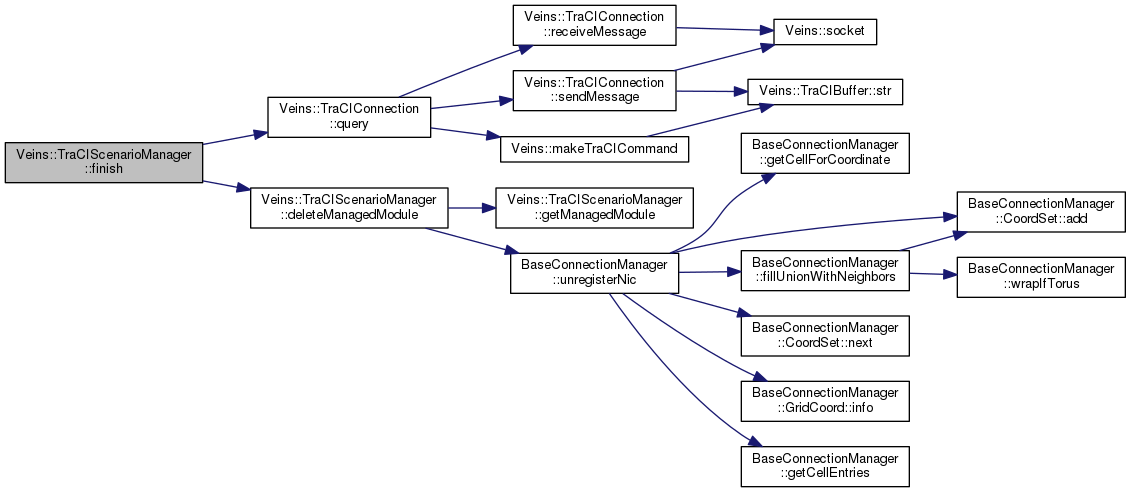 Veins::TraCIScenarioManager
::finish
Veins::TraCIConnection
::query
Veins::TraCIScenarioManager
::deleteManagedModule
Veins::TraCIConnection
::receiveMessage
Veins::TraCIConnection
::sendMessage
Veins::makeTraCICommand
Veins::TraCIScenarioManager
::getManagedModule
BaseConnectionManager
::unregisterNic
Veins::socket
Veins::TraCIBuffer::str
BaseConnectionManager
::getCellForCoordinate
BaseConnectionManager
::fillUnionWithNeighbors
BaseConnectionManager
::CoordSet::next
BaseConnectionManager
::GridCoord::info
BaseConnectionManager
::getCellEntries
BaseConnectionManager
::CoordSet::add
BaseConnectionManager
::wrapIfTorus